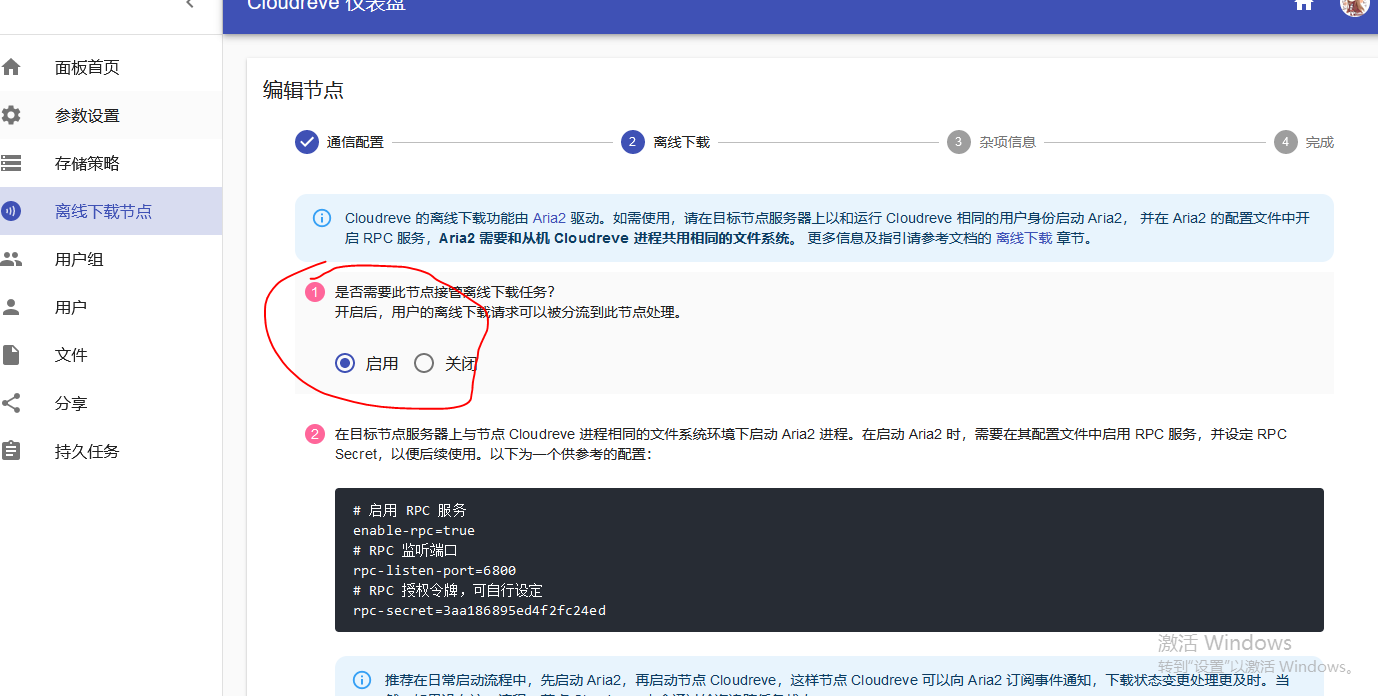 Cloudreve 仪表盘
面板首页
参数设置
存储策略
离线下载节点
用户组
用户
文件
分享
持久任务
编辑节点
通信配置
2 离线下载
3 杂项信息
4 完成
Cloudreve 的离线下载功能由 Aria2 驱动。如需使用，请在目标节点服务器上以和运行 Cloudreve 相同的用户身份启动 Aria2， 并在 Aria2 的配置文件中开
启 RPC 服务，Aria2 需要和从机 Cloudreve 进程共用相同的文件系统。 更多信息及指引请参考文档的 离线下载 章节。
1 是否需要此节点接管离线下载任务？
开启后，用户的离线下载请求可以被分流到此节点处理。
启用 关闭
2 在目标节点服务器上与节点 Cloudreve 进程相同的文件系统环境下启动 Aria2 进程。在启动 Aria2 时，需要在其配置文件中启用 RPC 服务，并设定 RPC
Secret，以便后续使用。以下为一个供参考的配置：
# 启用 RPC 服务
enable-rpc=true
# RPC 监听端口
rpc-listen-port=6800
# RPC 授权令牌，可自行设定
rpc-secret=3aa186895ed4f2fc24ed
激活 Windows
转到"设置"以激活 Windows。
推荐在日常启动流程中，先启动 Aria2，再启动节点 Cloudreve，这样节点 Cloudreve 可以向 Aria2 订阅事件通知，下载状态变更处理更及时。当